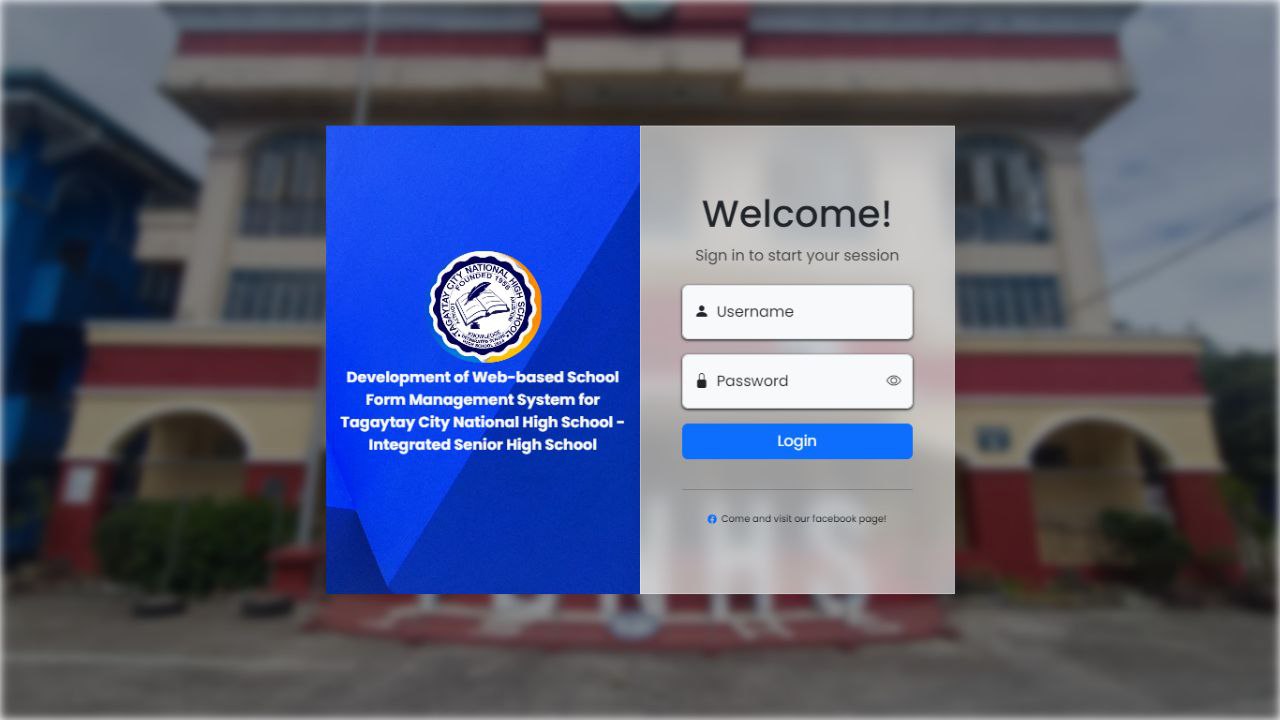 TAGAYTAY CITY NATIONAL HIGH SCHOOL
FOUNDED 1956
Development of Web-based School
Form Management System for
Tagaytay City National High School -
Integrated Senior High School
Welcome!
Sign in to start your session
Username
Password
Login
Come and visit our facebook page!